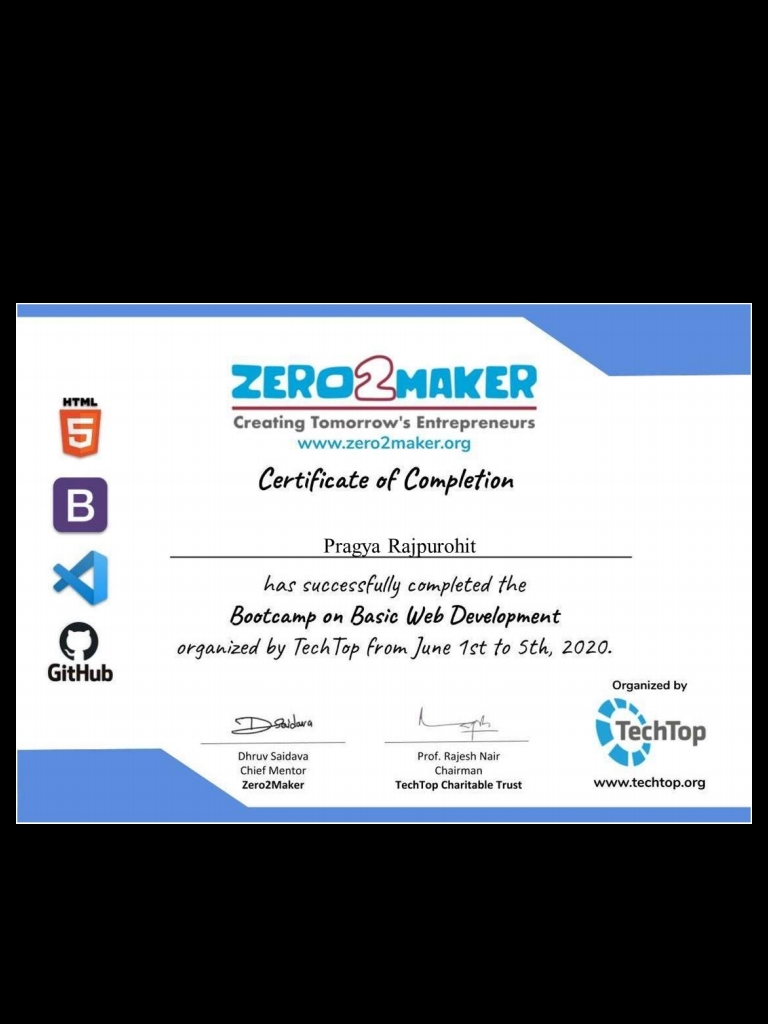 ZERO2MAKER
Creating Tomorrow's Entrepreneurs
www.zero2maker.org
Certificate of Completion
HTML
5
B
GitHub
Pragya Rajpurohit
has successfully completed the
Bootcamp on Basic Web Development
organized by TechTop from June 1st to 5th, 2020.
DSaidava
Dhruv Saidava
Chief Mentor
Zero2Maker
Prof. Rajesh Nair
Chairman
TechTop Charitable Trust
Organized by
TechTop
www.techtop.org